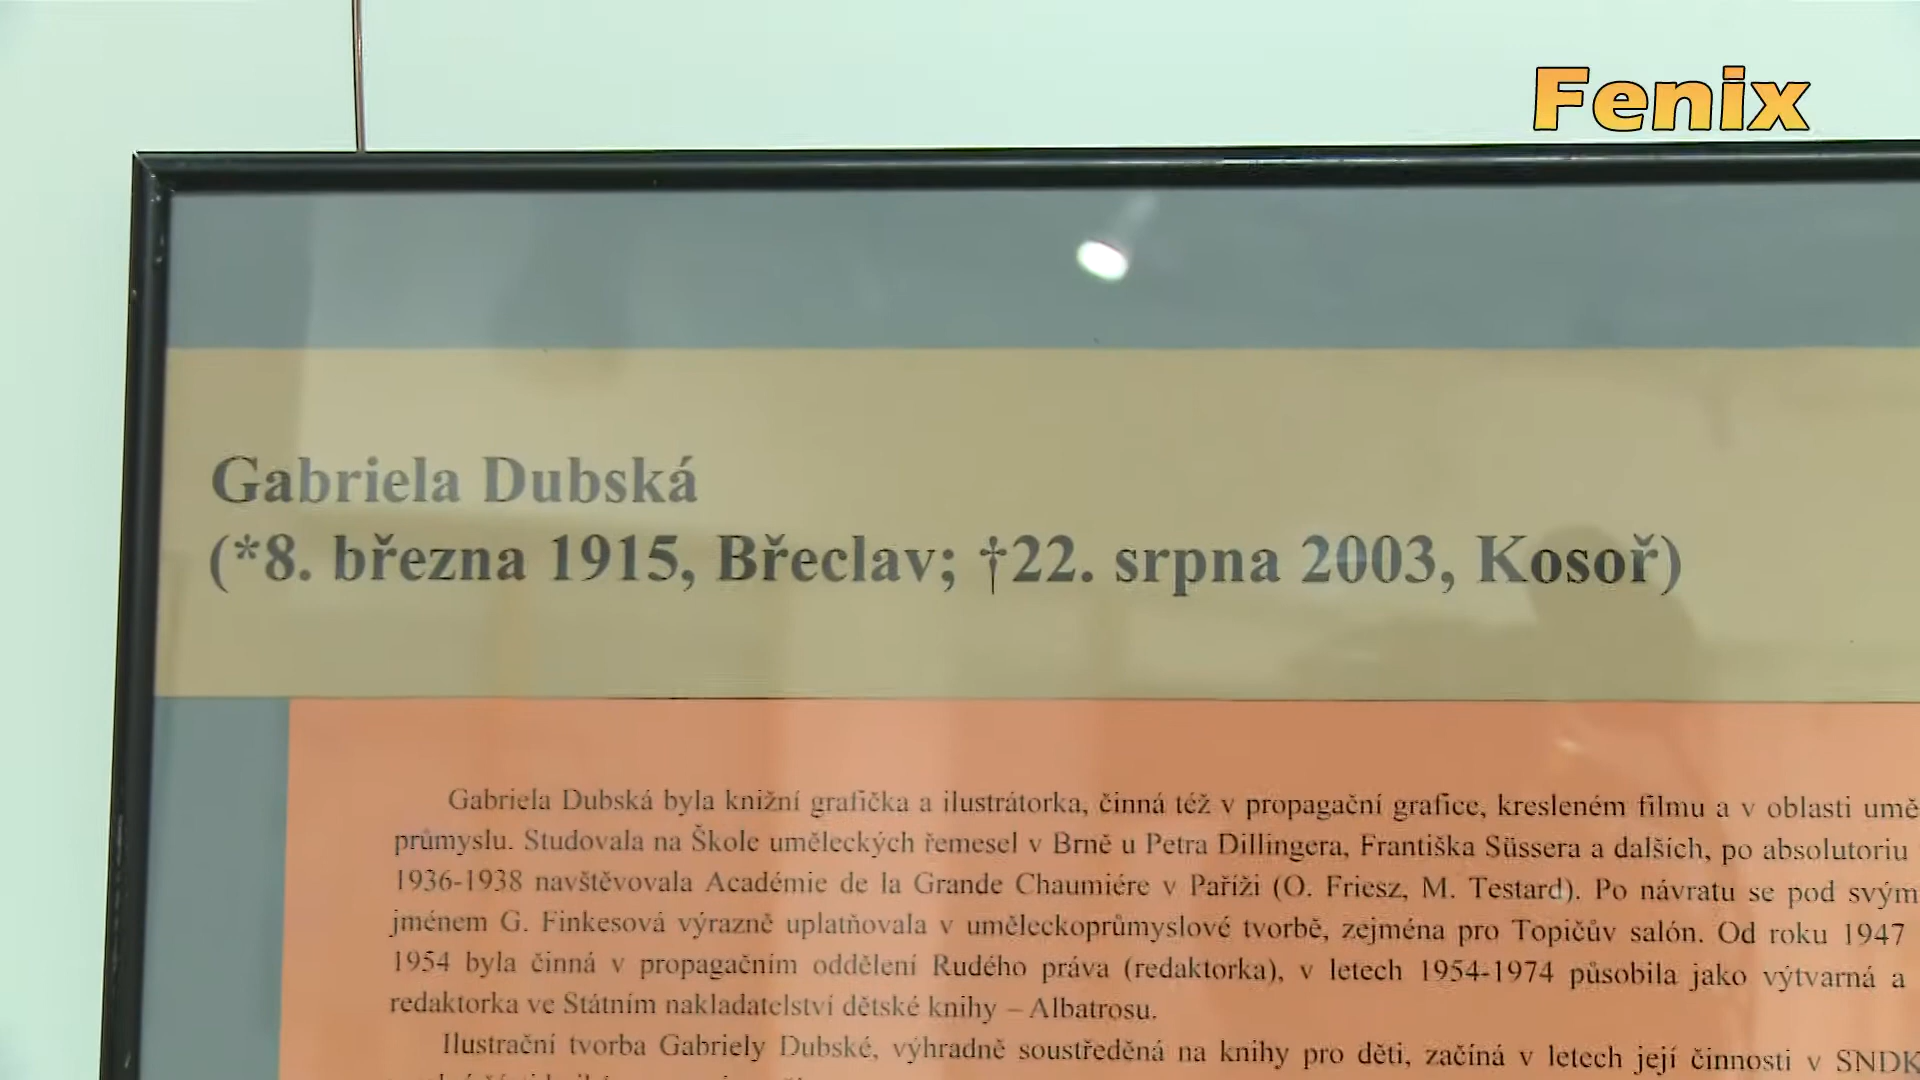 Fenix
Gabriela Dubská
(*8. března 1915, Břeclav; †22. srpna 2003, Kosoř)
Gabriela Dubská byla knižní grafička a ilustrátorka, činná též v propagační grafice, kresleném filmu a v oblasti umě
průmyslu. Studovala na Škole uměleckých řemesel v Brně u Petra Dillingera, Františka Süssera a dalších, po absolutoriu
1936-1938 navštěvovala Académie de la Grande Chaumiére v Paříži (O. Friesz, M. Testard). Po návratu se pod svým
jménem G. Finkesová výrazně uplatňovala v uměleckoprůmyslové tvorbě, zejména pro Topičův salón. Od roku 1947
1954 byla činná v propagačním oddělení Rudého práva (redaktorka), v letech 1954-1974 působila jako výtvarná a
redaktorka ve Státním nakladatelství dětské knihy – Albatrosu.
Ilustrační tvorba Gabriely Dubské, výhradně soustředěná na knihy pro děti, začíná v letech její činnosti v SNDK